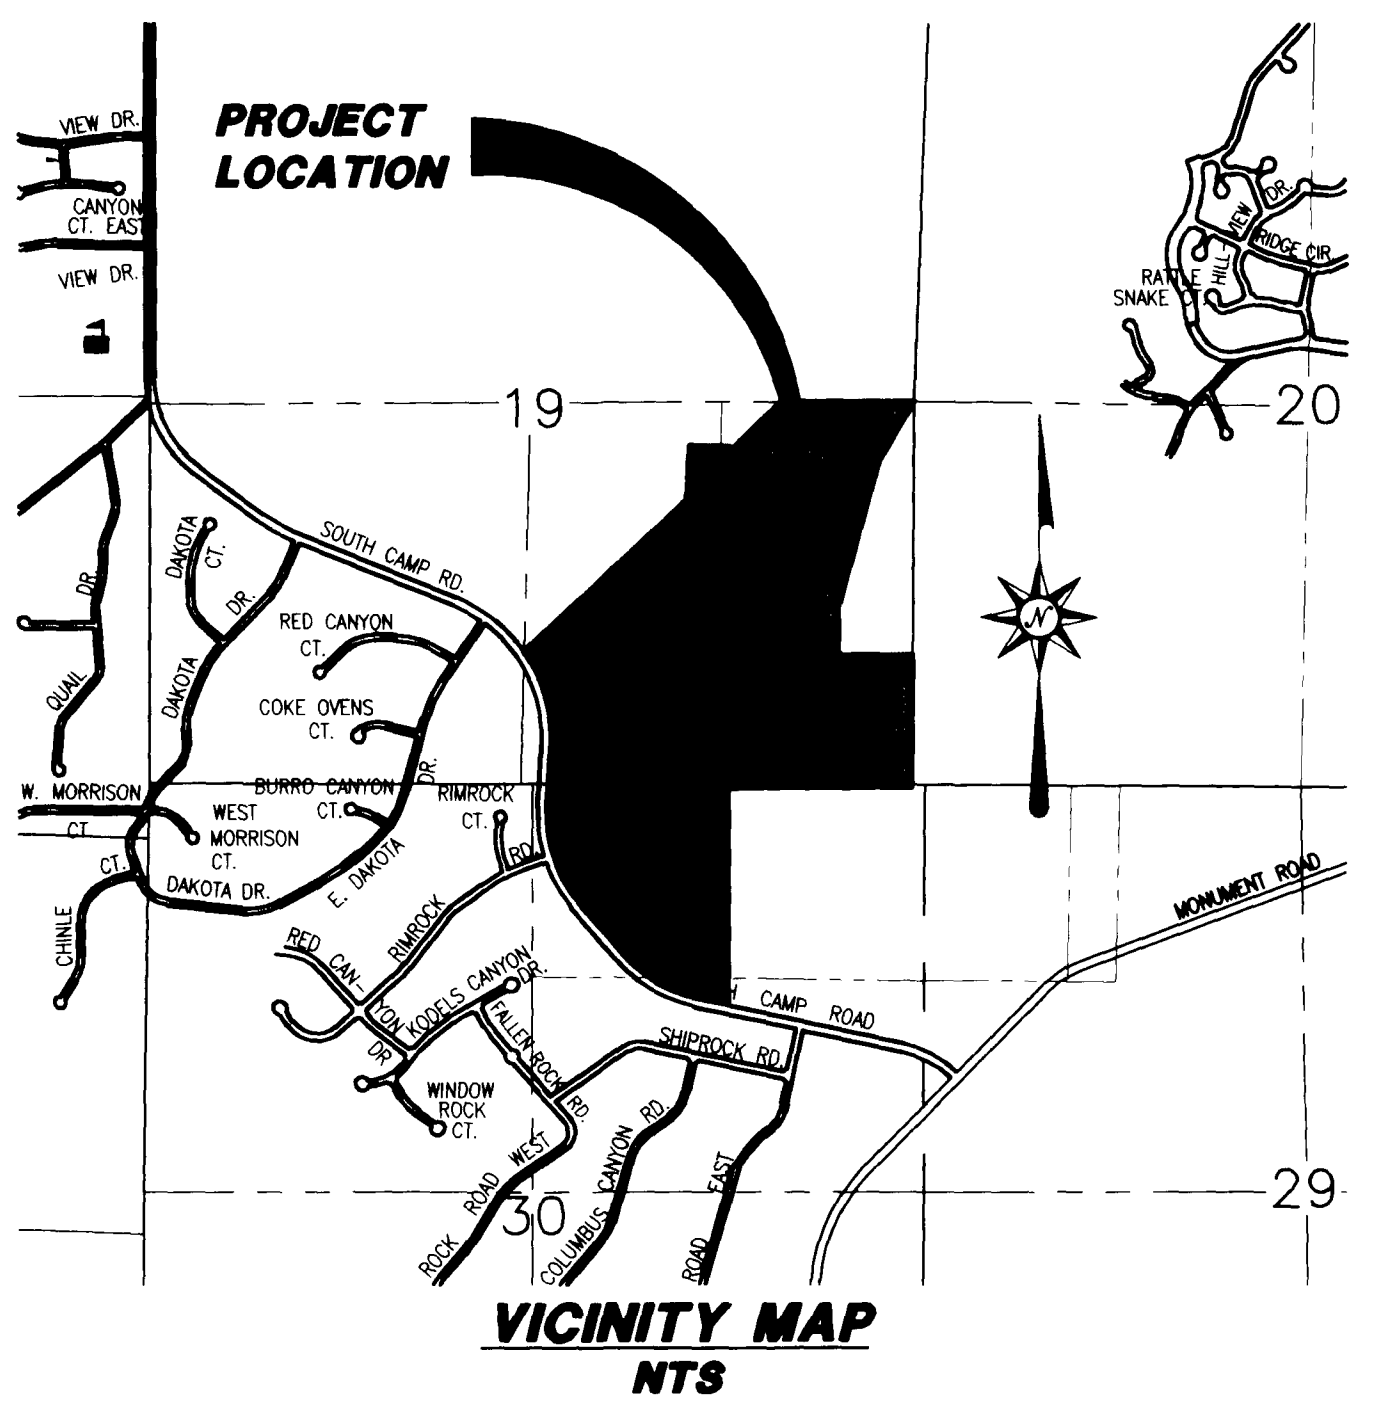 VIEW DR.
PROJECT
LOCATION
CANYON
CT. EAST
VIEW DR.
VIEW
DR.
HILL-
RIDGE CIR.
RATTLE
SNAKE CT.
19
20
SOUTH CAMP RD.
DAKOTA
CT.
DR.
QUAIL
DR.
DAKOTA
RED CANYON
CT.
N
COKE OVENS
CT.
DR.
W. MORRISON
CT
BURRO CANYON
CT.
RIMROCK
CT.
WEST
MORRISON
CT.
RD.
CT.
CHINLE
DAKOTA DR.
E. DAKOTA
RIMROCK
MONUMENT ROAD
RED CAN-
YON
DR
KODELS CANYON
DR.
H CAMP ROAD
FALLEN ROCK
RD.
SHIPROCK RD.
WINDOW
ROCK
CT.
ROCK ROAD WEST
COLUMBUS CANYON RD.
ROAD EAST
30
29
VICINITY MAP
NTS